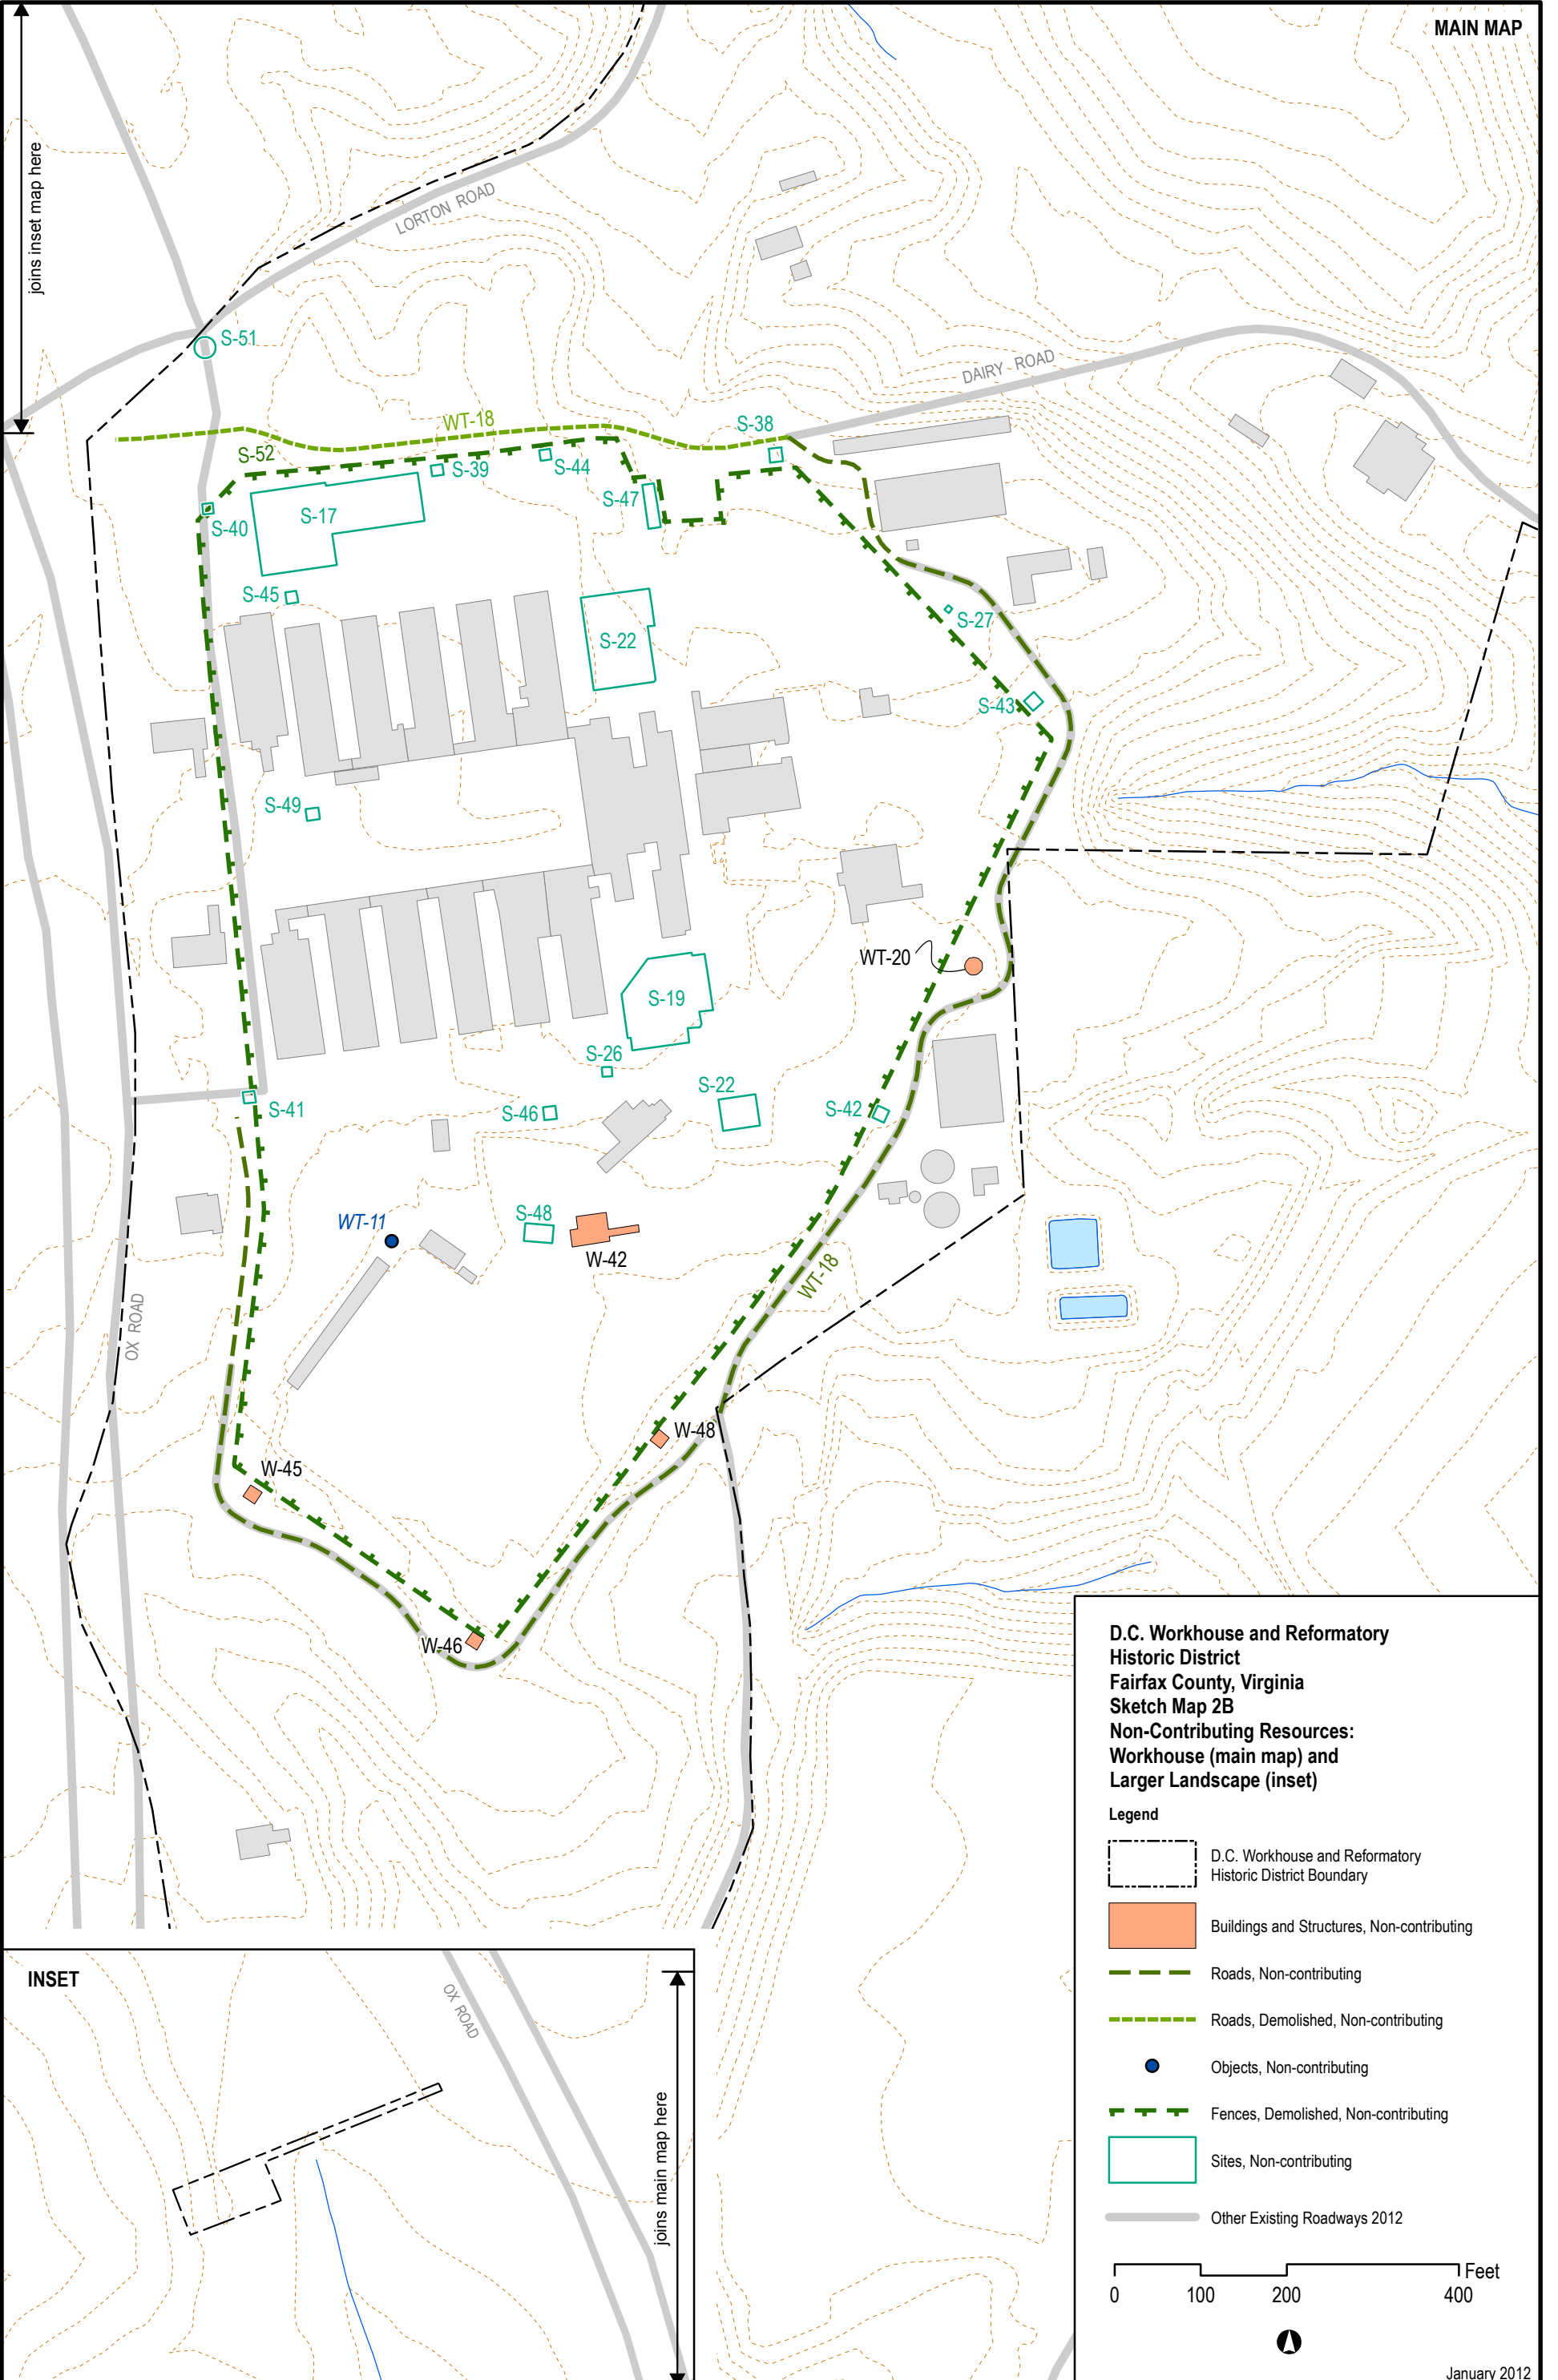 MAIN MAP
joins inset map here
LORTON ROAD
S-51
DAIRY ROAD
WT-18
S-38
S-52
S-39
S-44
S-47
S-40
S-17
S-45
S-27
S-22
S-43
S-49
WT-20
S-19
S-26
S-22
S-41
S-46
S-42
WT-11
S-48
W-42
WT-18
OX ROAD
W-48
W-45
W-46
D.C. Workhouse and Reformatory
Historic District
Fairfax County, Virginia
Sketch Map 2B
Non-Contributing Resources:
Workhouse (main map) and
Larger Landscape (inset)
Legend
D.C. Workhouse and Reformatory
Historic District Boundary
Buildings and Structures, Non-contributing
Roads, Non-contributing
Roads, Demolished, Non-contributing
Objects, Non-contributing
Fences, Demolished, Non-contributing
Sites, Non-contributing
Other Existing Roadways 2012
Feet
0 100 200 400
January 2012
INSET
OX ROAD
joins main map here